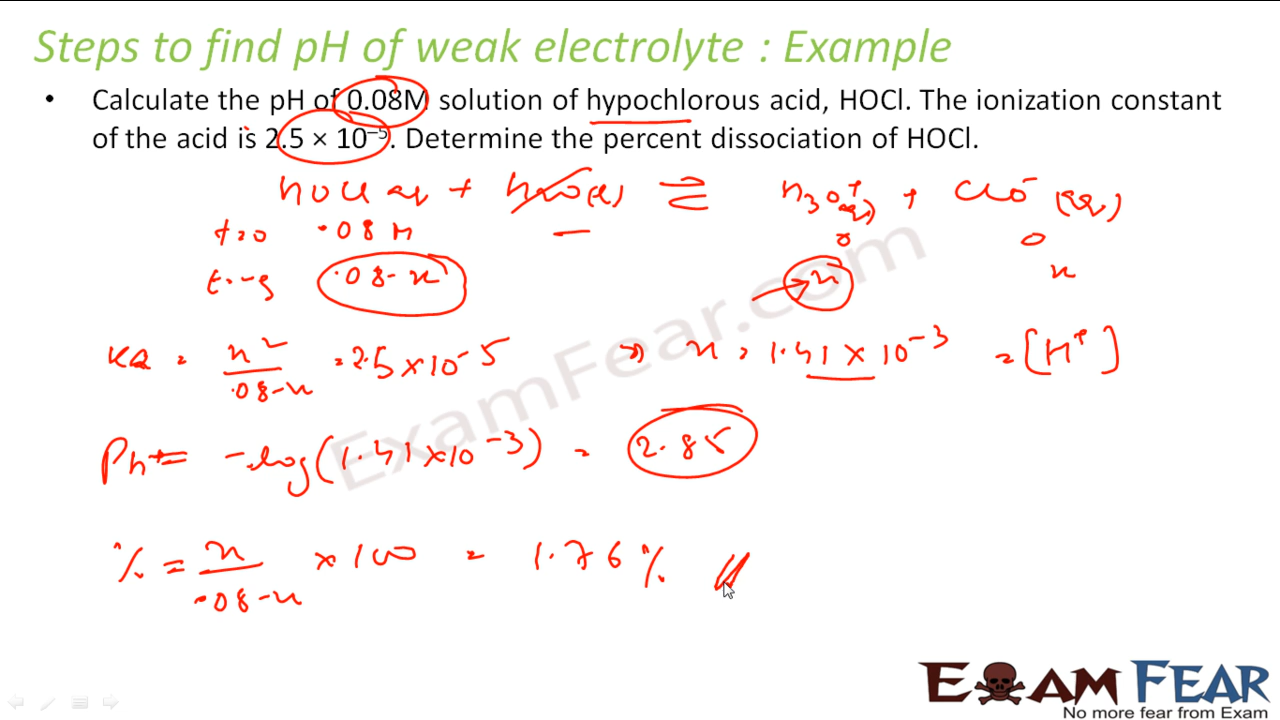 Steps to find pH of weak electrolyte : Example
• Calculate the pH of 0.08M solution of hypochlorous acid, HOCl. The ionization constant
of the acid is 2.5 × 10⁻⁵. Determine the percent dissociation of HOCl.
HOCl aq + H2O(l) ⇌ H3O⁺(aq) + ClO⁻ (aq)
t=0 .08 M — 0 0
t=eq .08-x x x
Ka = x²/.08-x = 2.5×10⁻⁵ ⇒ x = 1.41 × 10⁻³ = [H⁺]
PH = -log(1.41×10⁻³) = 2.85
% = x/.08-x × 100 = 1.76 %
ExamFear.com
EXAM FEAR
No more fear from Exam